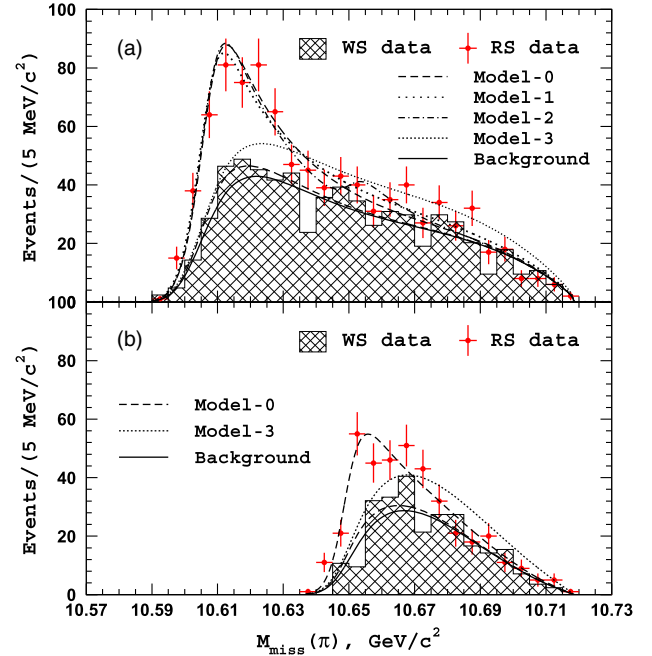 100
(a)
WS data
RS data
80
Model-0
Model-1
Model-2
Model-3
Background
60
40
20
Events/(5 MeV/c²)
100
(b)
WS data
RS data
80
Model-0
Model-3
Background
60
40
20
0
Events/(5 MeV/c²)
10.57 10.59 10.61 10.63 10.65 10.67 10.69 10.71 10.73
M_miss(π), GeV/c²